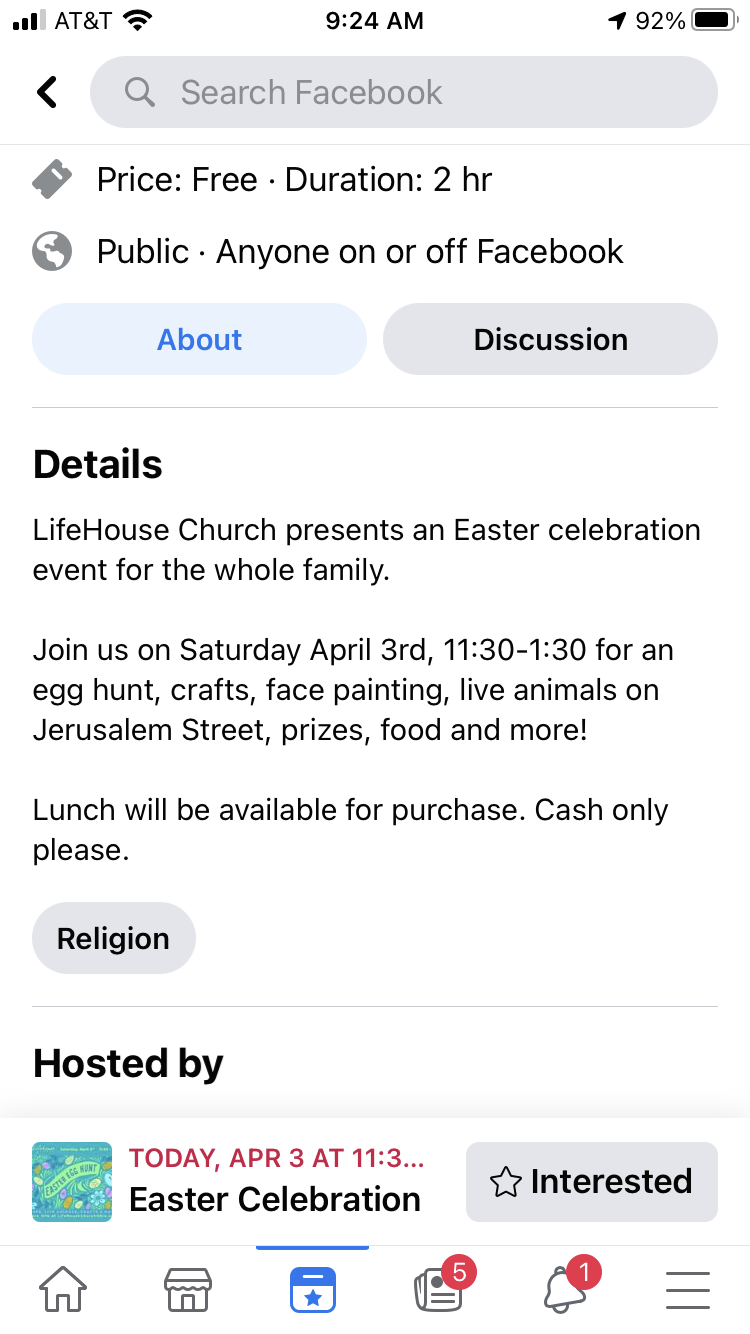 AT&T 9:24 AM 92%
Search Facebook
Price: Free · Duration: 2 hr
Public · Anyone on or off Facebook
About Discussion
Details
LifeHouse Church presents an Easter celebration
event for the whole family.
Join us on Saturday April 3rd, 11:30-1:30 for an
egg hunt, crafts, face painting, live animals on
Jerusalem Street, prizes, food and more!
Lunch will be available for purchase. Cash only
please.
Religion
Hosted by
EASTER EGG HUNT
TODAY, APR 3 AT 11:3...
Easter Celebration
Interested
5
1